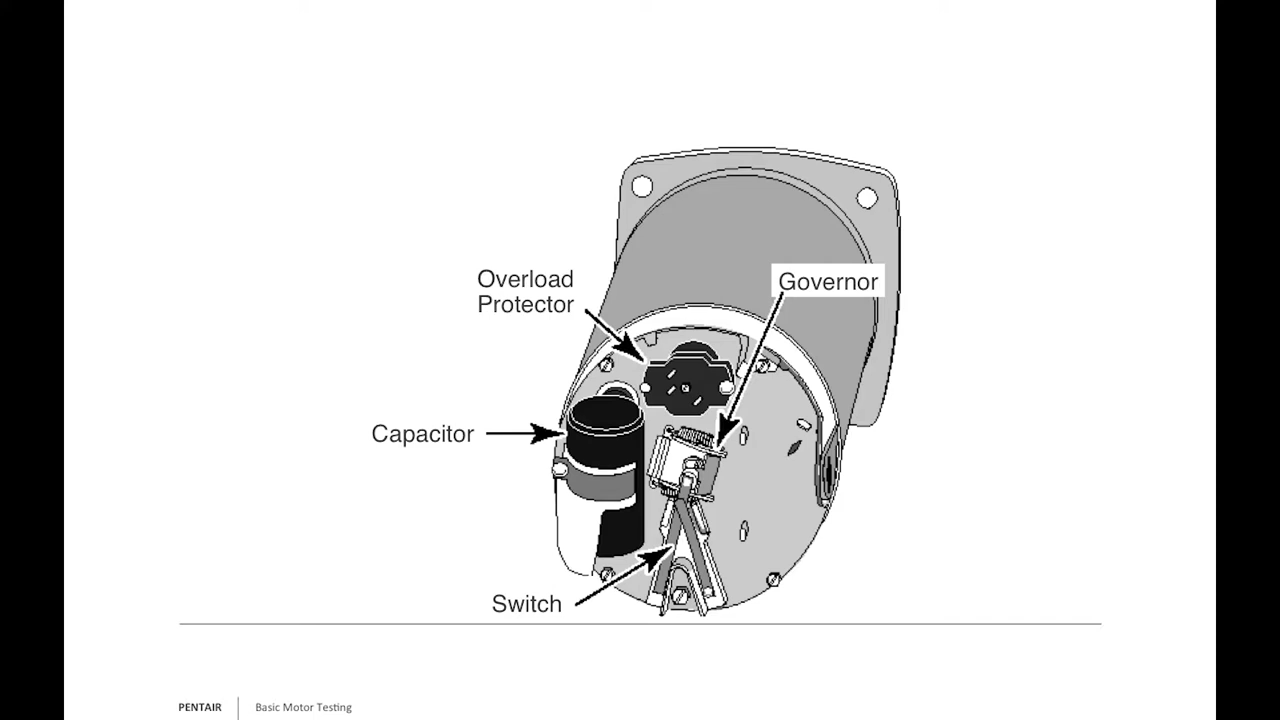 Overload
Protector
Governor
Capacitor
Switch
PENTAIR
Basic Motor Testing